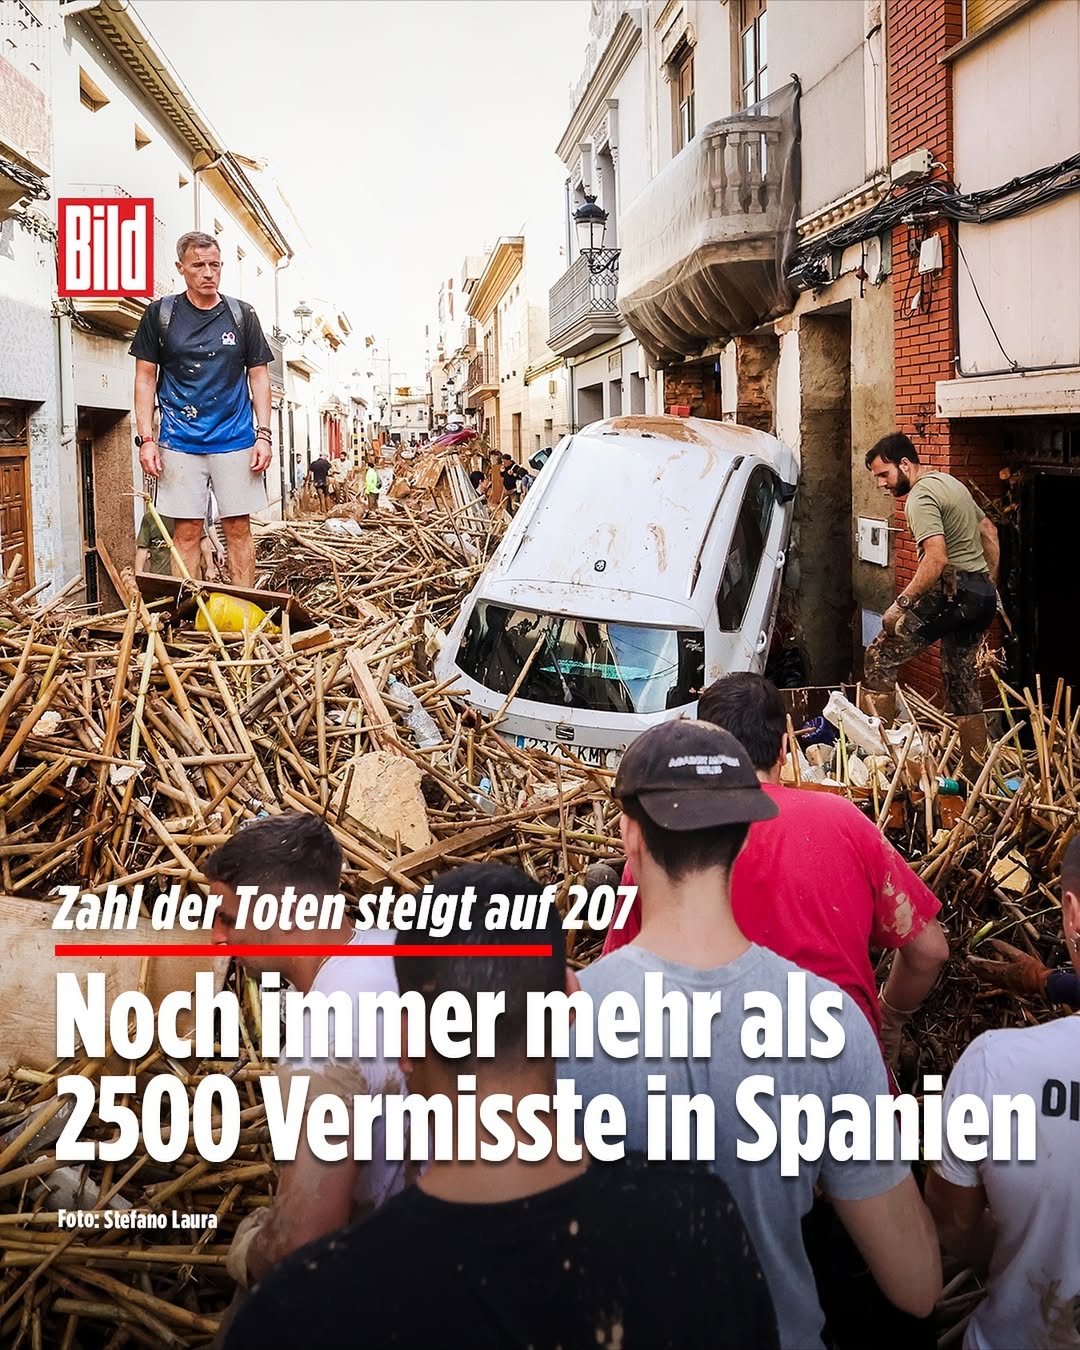 Bild
Zahl der Toten steigt auf 207
Noch immer mehr als
2500 Vermisste in Spanien
Foto: Stefano Laura